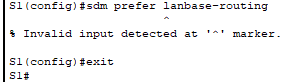 S1(config)#sdm prefer lanbase-routing
^
% Invalid input detected at '^' marker.
S1(config)#exit
S1#